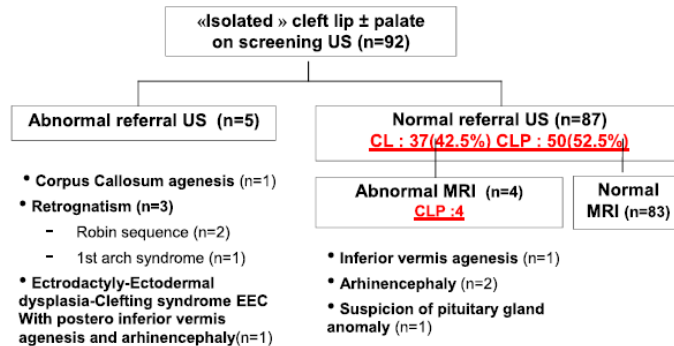 «Isolated » cleft lip ± palate
on screening US (n=92)
Abnormal referral US (n=5)
Normal referral US (n=87)
CL : 37(42.5%) CLP : 50(52.5%)
• Corpus Callosum agenesis (n=1)
• Retrognatism (n=3)
– Robin sequence (n=2)
– 1st arch syndrome (n=1)
• Ectrodactyly-Ectodermal
dysplasia-Clefting syndrome EEC
With postero inferior vermis
agenesis and arhinencephaly(n=1)
Abnormal MRI (n=4)
CLP :4
Normal
MRI (n=83)
• Inferior vermis agenesis (n=1)
• Arhinencephaly (n=2)
• Suspicion of pituitary gland
anomaly (n=1)